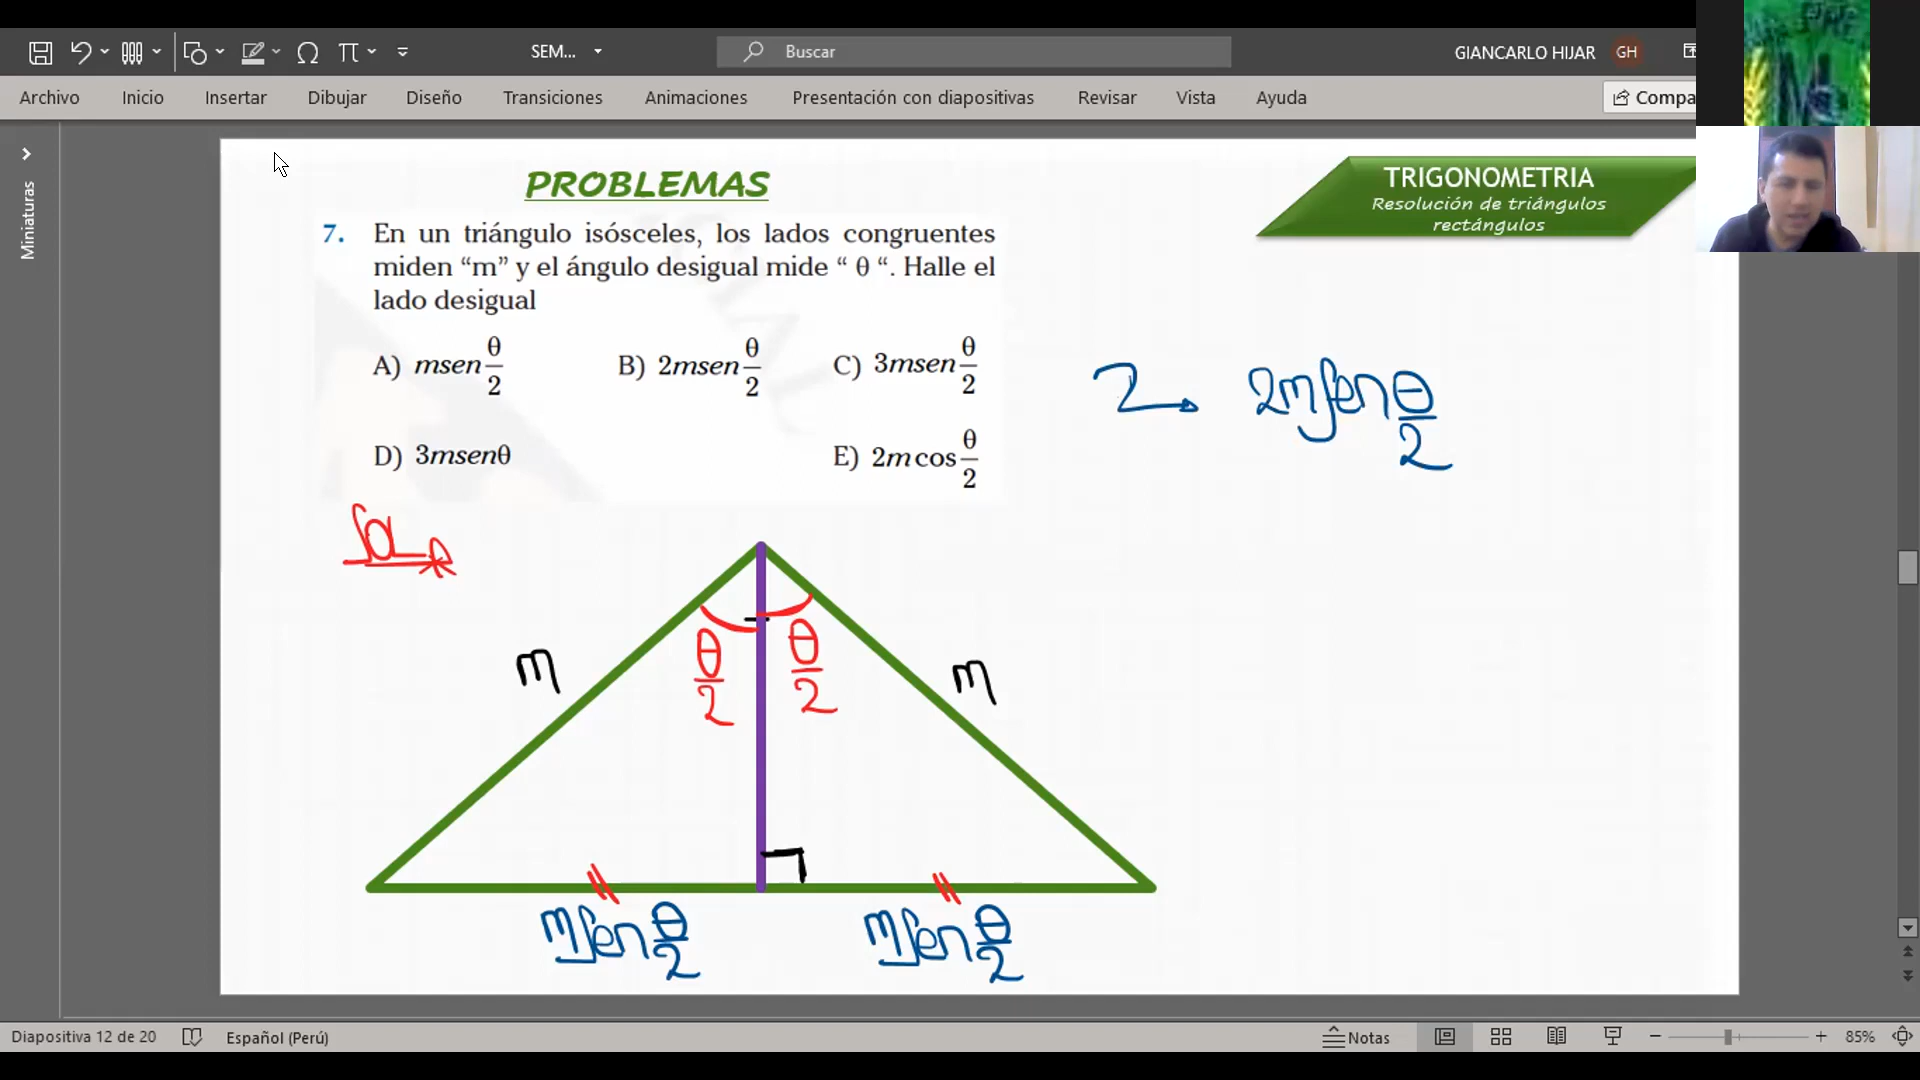 SEM...
Buscar
GIANCARLO HIJAR
GH
Archivo
Inicio
Insertar
Dibujar
Diseño
Transiciones
Animaciones
Presentación con diapositivas
Revisar
Vista
Ayuda
Compa
Miniaturas
PROBLEMAS
TRIGONOMETRIA
Resolución de triángulos
rectángulos
7. En un triángulo isósceles, los lados congruentes
miden “m” y el ángulo desigual mide “ θ “. Halle el
lado desigual
A) msen θ/2
B) 2msen θ/2
C) 3msen θ/2
D) 3msenθ
E) 2m cos θ/2
2msen θ/2
m
θ/2
θ/2
m
msen θ/2
msen θ/2
Diapositiva 12 de 20
Español (Perú)
Notas
85%